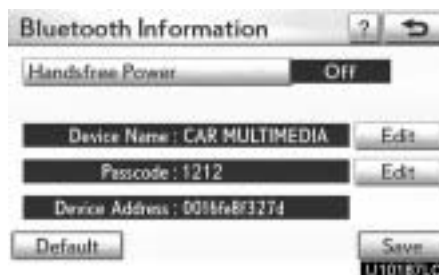 Bluetooth Information ?
Handsfree Power Off
Device Name : CAR MULTIMEDIA Edit
Passcode : 1212 Edit
Device Address : 0016fe8f327d
Default Save